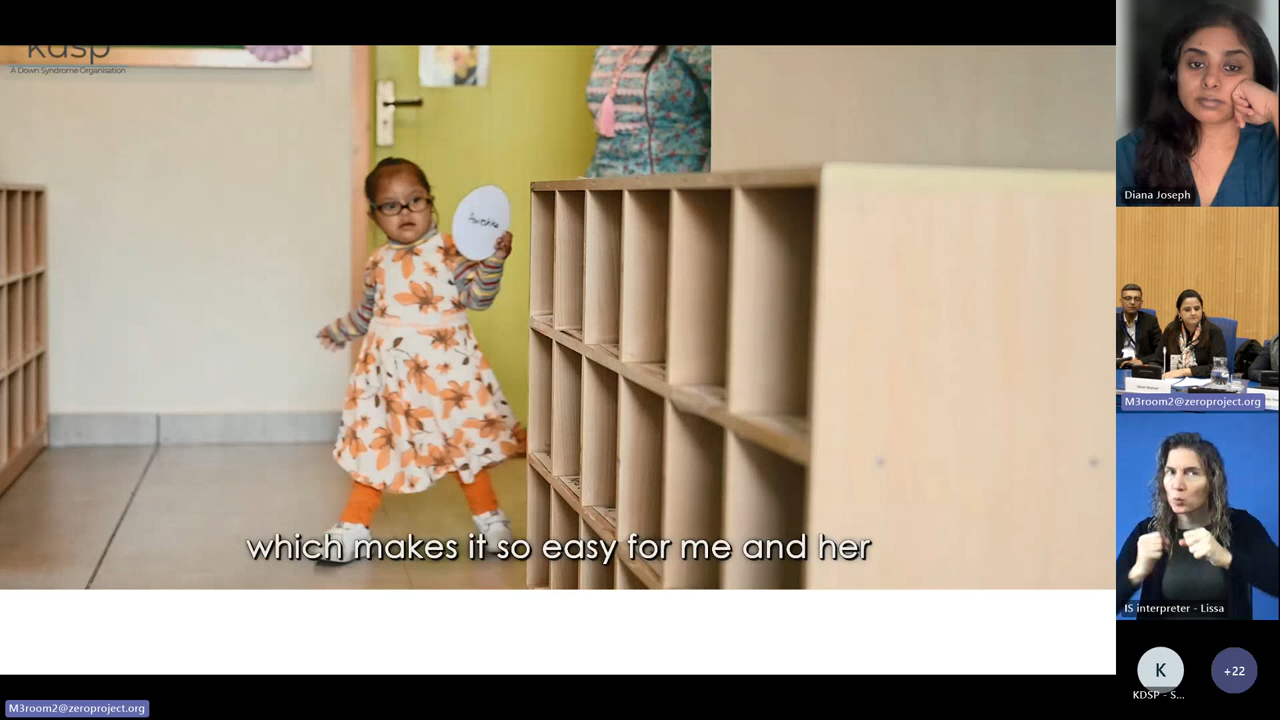 kdsp
A Down Syndrome Organisation
which makes it so easy for me and her
M3room2@zeroproject.org
Diana Joseph
M3room2@zeroproject.org
IS interpreter - Lissa
K
KDSP - S...
+22